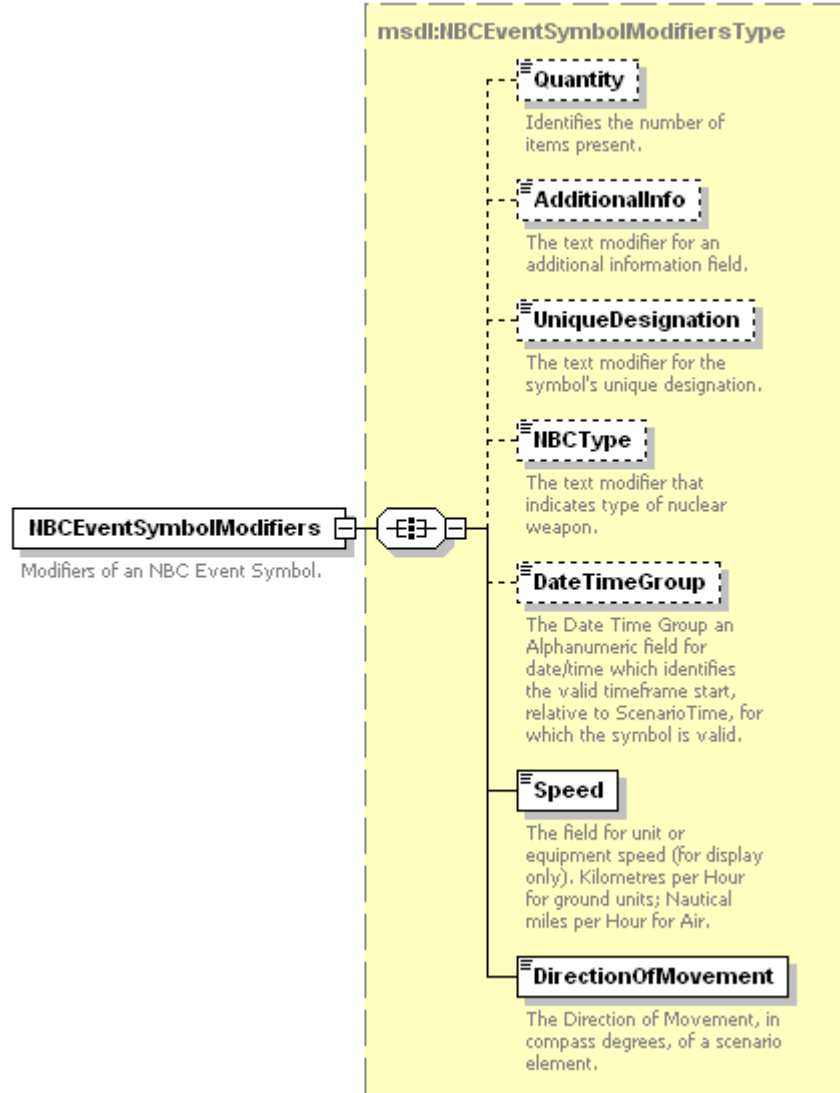 msdl:NBCEventSymbolModifiersType
Quantity
Identifies the number of
items present.
AdditionalInfo
The text modifier for an
additional information field.
UniqueDesignation
The text modifier for the
symbol's unique designation.
NBCType
The text modifier that
indicates type of nuclear
weapon.
NBCEventSymbolModifiers
Modifiers of an NBC Event Symbol.
DateTimeGroup
The Date Time Group an
Alphanumeric field for
date/time which identifies
the valid timeframe start,
relative to ScenarioTime, for
which the symbol is valid.
Speed
The field for unit or
equipment speed (for display
only). Kilometres per Hour
for ground units; Nautical
miles per Hour for Air.
DirectionOfMovement
The Direction of Movement, in
compass degrees, of a scenario
element.